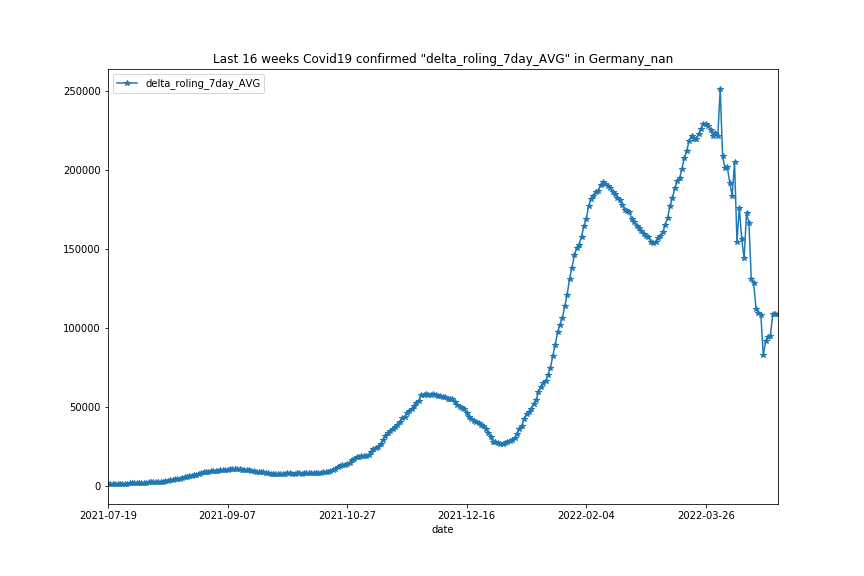 Last 16 weeks Covid19 confirmed "delta_roling_7day_AVG" in Germany_nan
delta_roling_7day_AVG
250000
200000
150000
100000
50000
0
2021-07-19 2021-09-07 2021-10-27 2021-12-16 2022-02-04 2022-03-26
date